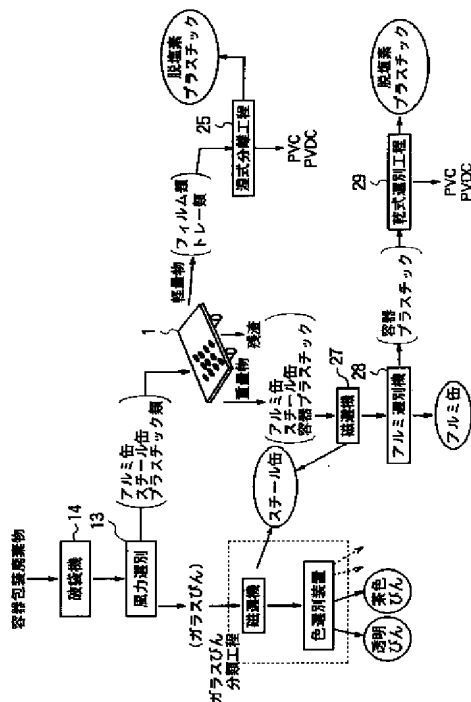 容器包装廃棄物
14
破袋機
13
風力選別
アルミ缶
スチール缶
プラスチック類
(ガラスびん)
ガラスびん
分類工程
磁選機
色選別装置
透明びん
茶色びん
スチール缶
1
軽量物
フィルム類
トレー類
重量物
残渣
アルミ缶
スチール缶
容器プラスチック
27
磁選機
28
アルミ選別機
アルミ缶
容器
プラスチック
25
湿式分離工程
脱塩素
プラスチック
PVC
PVDC
29
乾式選別工程
脱塩素
プラスチック
PVC
PVDC